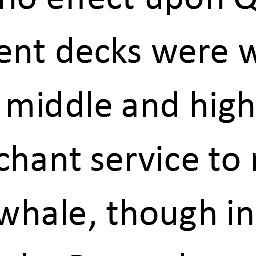 no effect upon Q
ent decks were w
middle and high
chant service to
whale, though in